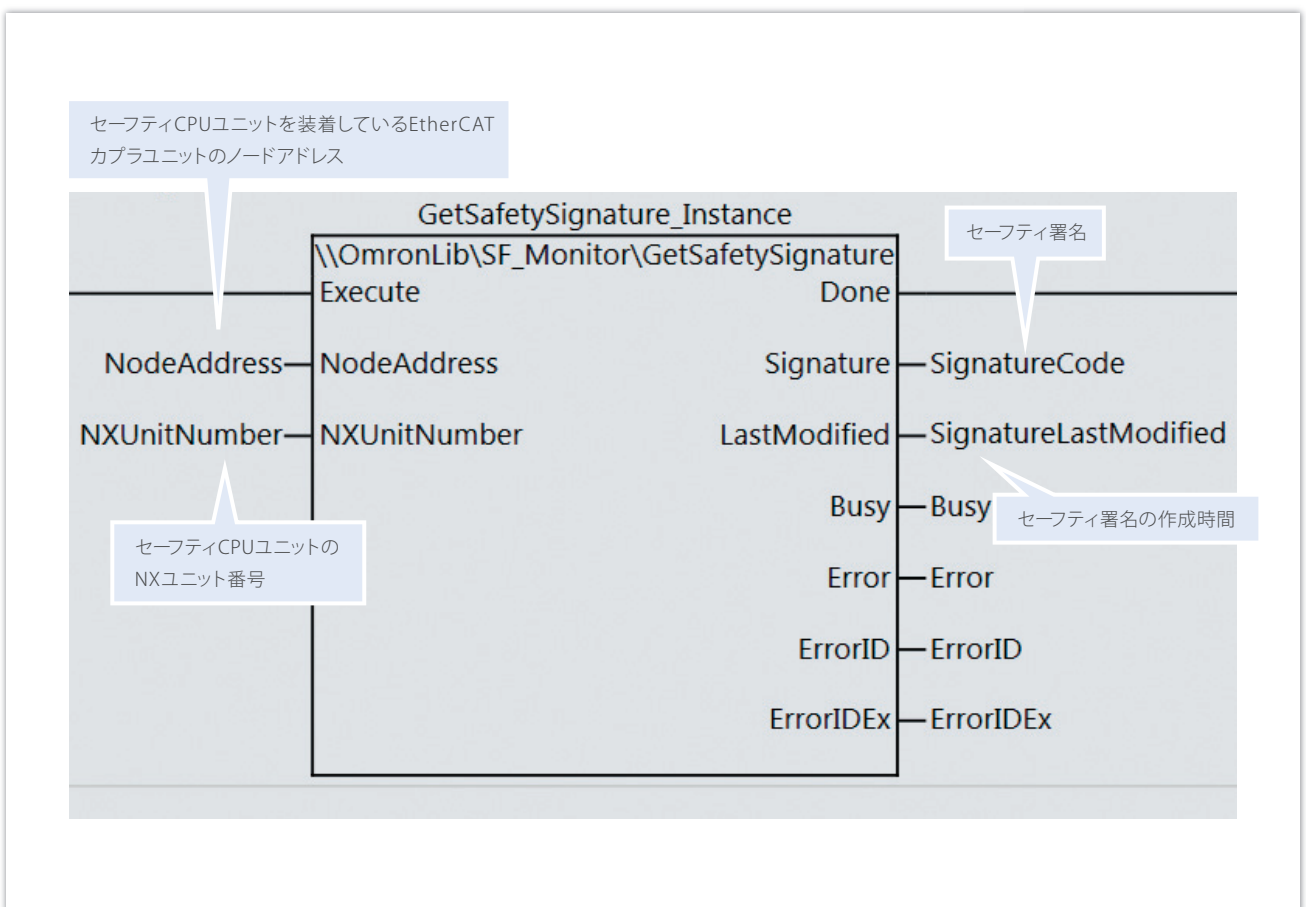 セーフティCPUユニットを装着しているEtherCAT
カプラユニットのノードアドレス
GetSafetySignature_Instance
\\OmronLib\SF_Monitor\GetSafetySignature
セーフティ署名
Execute
Done
NodeAddress
NodeAddress
Signature
SignatureCode
NXUnitNumber
NXUnitNumber
LastModified
SignatureLastModified
セーフティCPUユニットの
NXユニット番号
Busy
Busy
セーフティ署名の作成時間
Error
Error
ErrorID
ErrorID
ErrorIDEx
ErrorIDEx